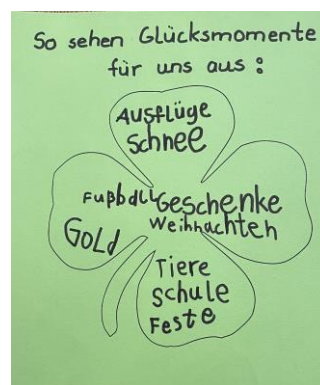 So sehen Glücksmomente
für uns aus:
Ausflüge
Schnee
Fußball
Gold
Geschenke
Weihnachten
Tiere
Schule
Feste